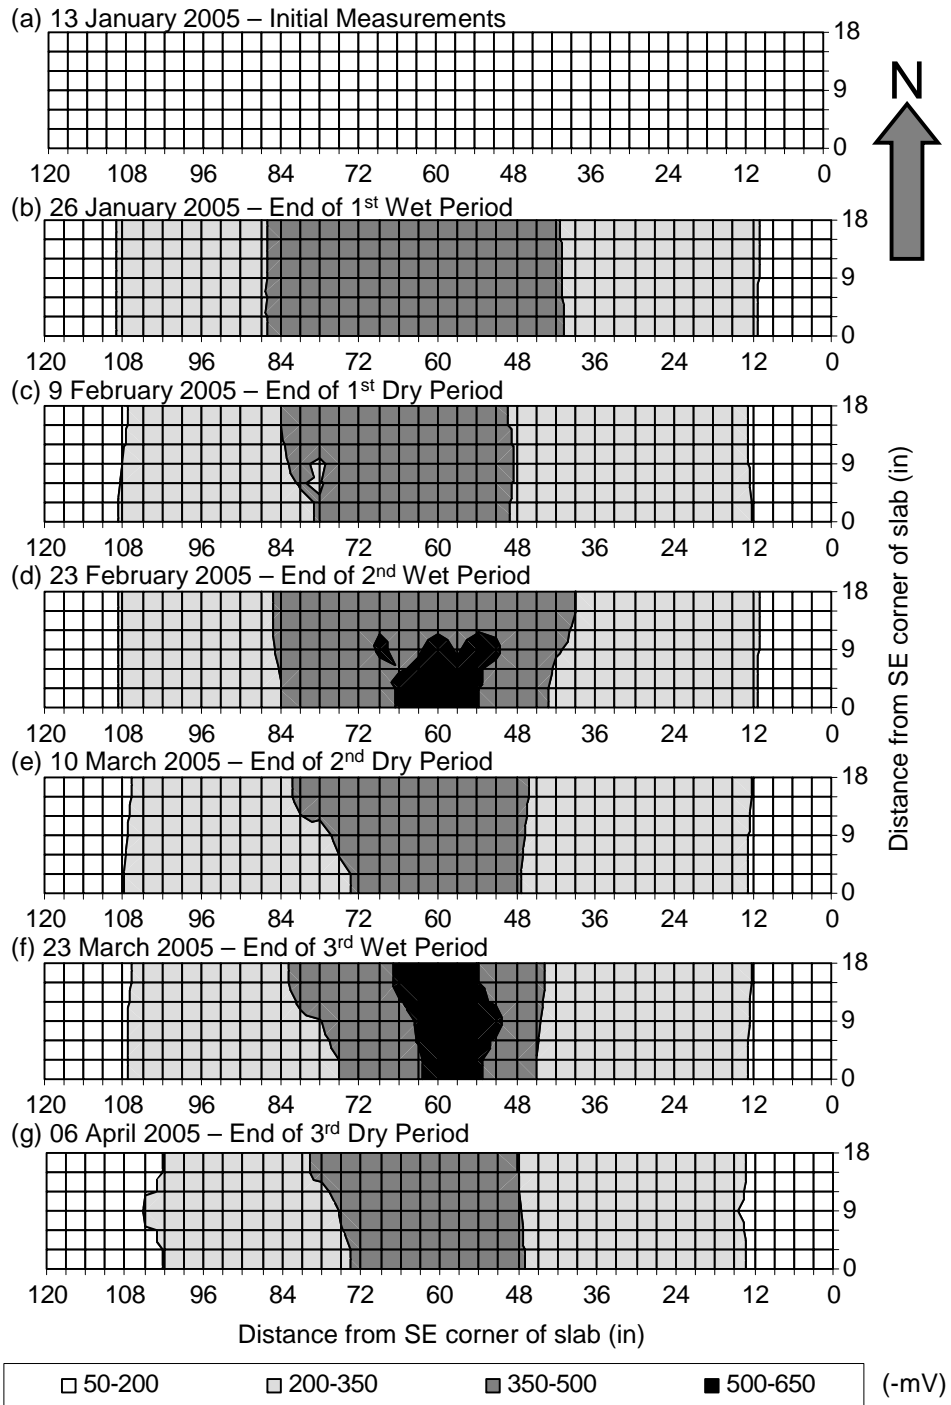 (a) 13 January 2005 – Initial Measurements
18
9
0
120 108 96 84 72 60 48 36 24 12 0
N
(b) 26 January 2005 – End of 1st Wet Period
18
9
0
120 108 96 84 72 60 48 36 24 12 0
(c) 9 February 2005 – End of 1st Dry Period
18
9
0
120 108 96 84 72 60 48 36 24 12 0
(d) 23 February 2005 – End of 2nd Wet Period
18
9
0
120 108 96 84 72 60 48 36 24 12 0
(e) 10 March 2005 – End of 2nd Dry Period
18
9
0
120 108 96 84 72 60 48 36 24 12 0
(f) 23 March 2005 – End of 3rd Wet Period
18
9
0
120 108 96 84 72 60 48 36 24 12 0
(g) 06 April 2005 – End of 3rd Dry Period
18
9
0
120 108 96 84 72 60 48 36 24 12 0
Distance from SE corner of slab (in)
Distance from SE corner of slab (in)
50-200 200-350 350-500 500-650 (-mV)